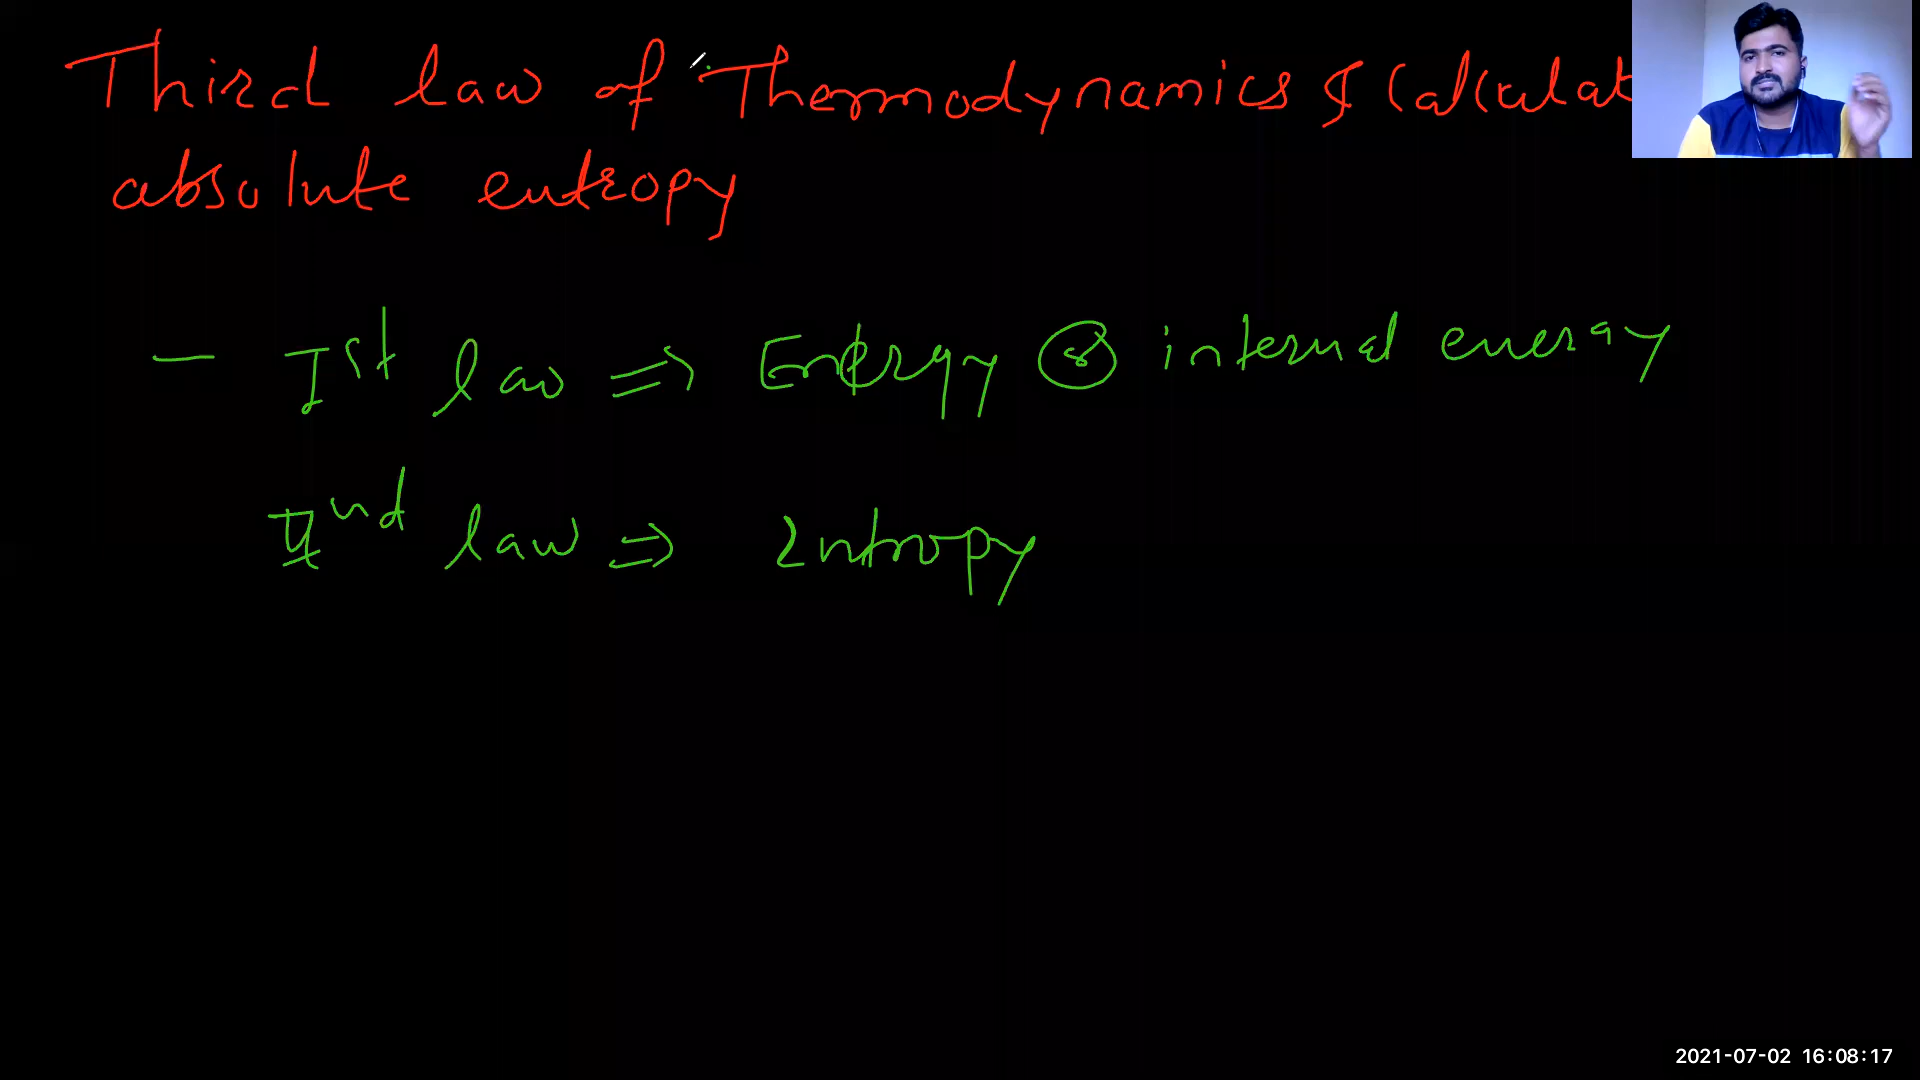 Third law of Thermodynamics & Calculat
absolute entropy
- Ist law ⇒ Energy or internal energy
IInd law ⇒ Entropy
2021-07-02 16:08:17